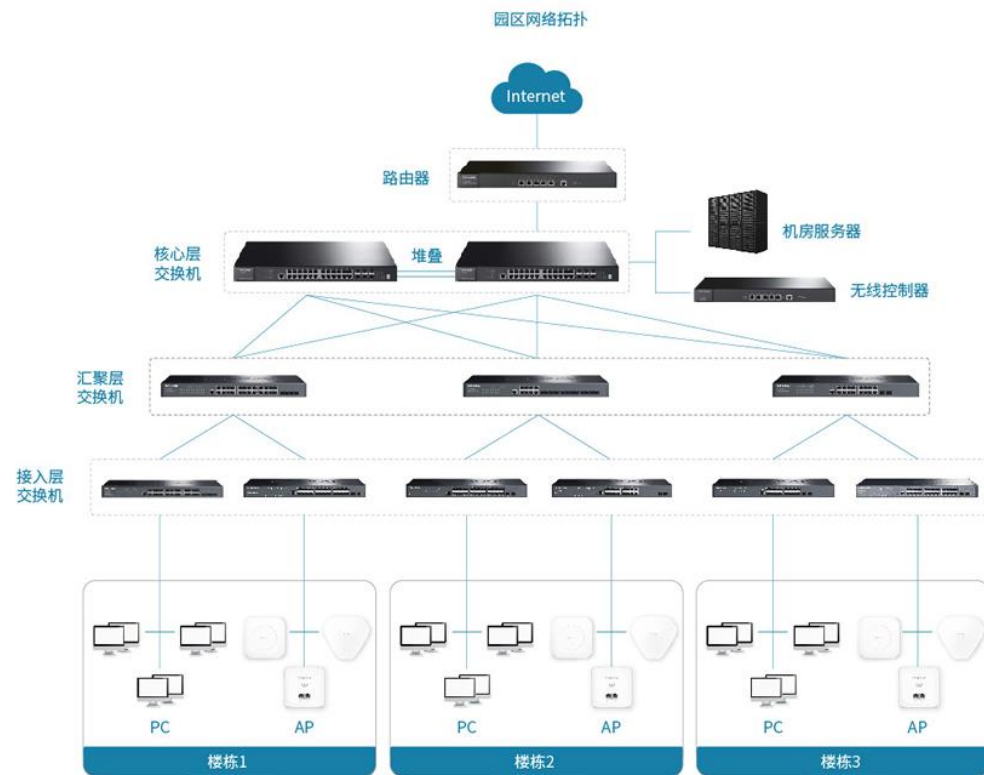 园区网络拓扑
Internet
路由器
核心层
交换机
堆叠
机房服务器
无线控制器
汇聚层
交换机
接入层
交换机
PC
AP
PC
AP
PC
AP
楼栋1
楼栋2
楼栋3